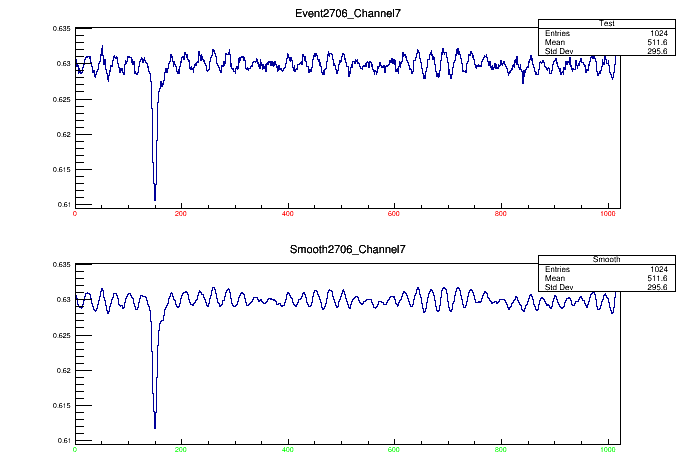 Event2706_Channel7
Test
Entries 1024
Mean 511.6
Std Dev 295.6
0.635
0.63
0.625
0.62
0.615
0.61
0 200 400 600 800 1000
Smooth2706_Channel7
Smooth
Entries 1024
Mean 511.6
Std Dev 295.6
0.635
0.63
0.625
0.62
0.615
0.61
0 200 400 600 800 1000